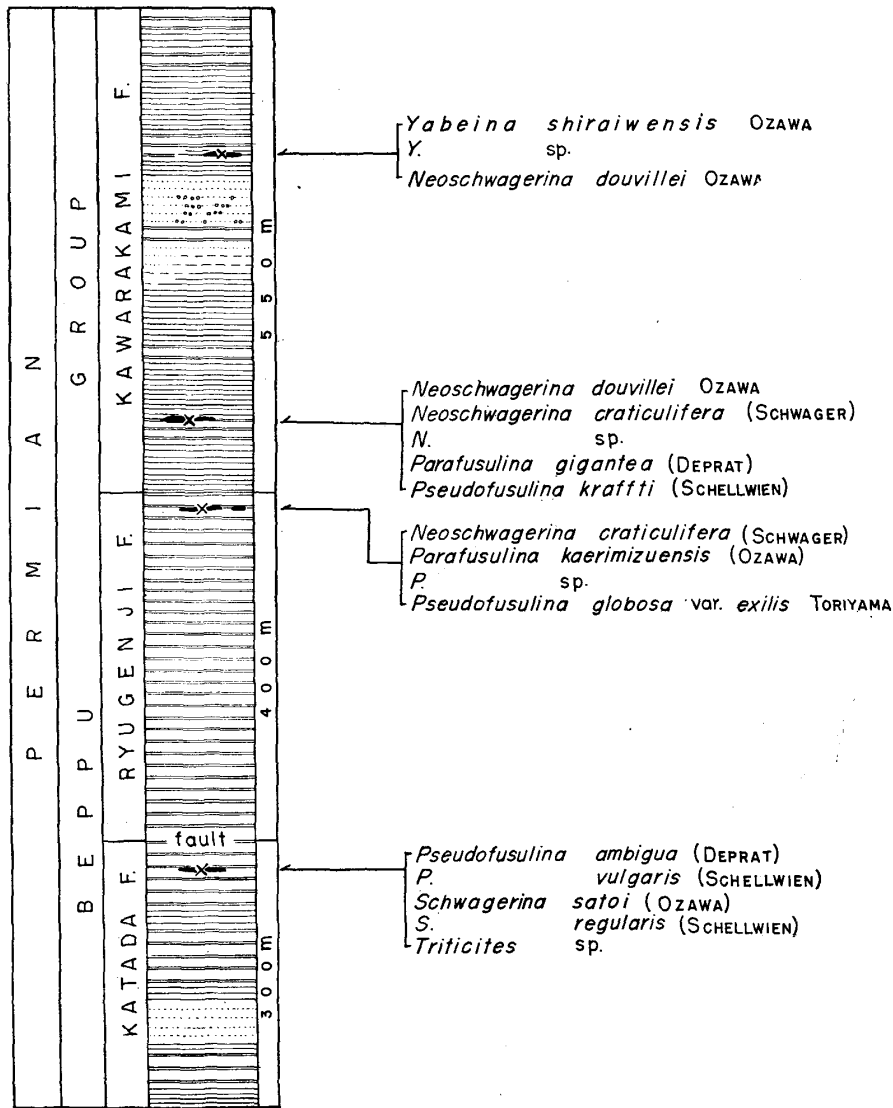 PERMIAN
BEPPU GROUP
KAWARAKAMI F.
RYUGENJI F.
KATADA F.
550m
400m
300m
fault
Yabeina shiraiwensis OZAWA
Y. sp.
Neoschwagerina douvillei OZAWA
Neoschwagerina douvillei OZAWA
Neoschwagerina craticulifera (SCHWAGER)
N. sp.
Parafusulina gigantea (DEPRAT)
Pseudofusulina kraffti (SCHELLWIEN)
Neoschwagerina craticulifera (SCHWAGER)
Parafusulina kaerimizuensis (OZAWA)
P. sp.
Pseudofusulina globosa var. exilis TORIYAMA
Pseudofusulina ambigua (DEPRAT)
P. vulgaris (SCHELLWIEN)
Schwagerina satoi (OZAWA)
S. regularis (SCHELLWIEN)
Triticites sp.